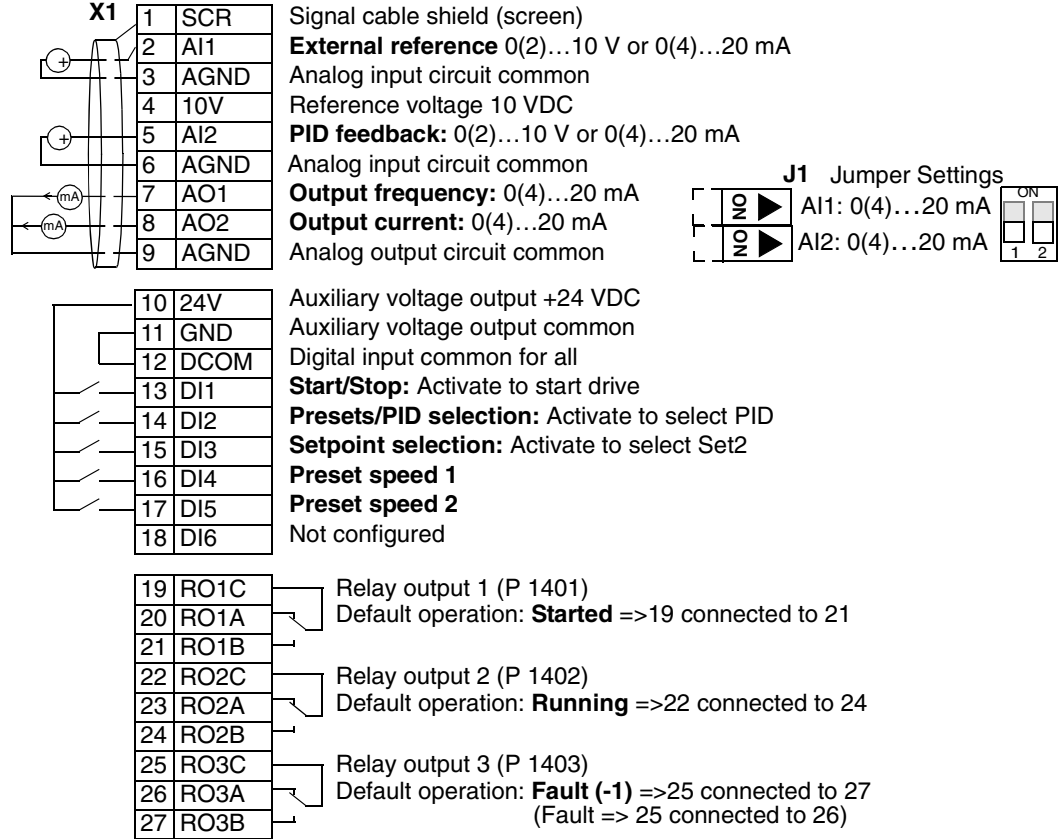 X1
1 SCR Signal cable shield (screen)
2 AI1 External reference 0(2)…10 V or 0(4)…20 mA
+
3 AGND Analog input circuit common
4 10V Reference voltage 10 VDC
5 AI2 PID feedback: 0(2)…10 V or 0(4)…20 mA
+
6 AGND Analog input circuit common
J1 Jumper Settings
mA 7 AO1 Output frequency: 0(4)…20 mA
ON AI1: 0(4)…20 mA ON
mA 8 AO2 Output current: 0(4)…20 mA
ON AI2: 0(4)…20 mA 1 2
9 AGND Analog output circuit common
10 24V Auxiliary voltage output +24 VDC
11 GND Auxiliary voltage output common
12 DCOM Digital input common for all
13 DI1 Start/Stop: Activate to start drive
14 DI2 Presets/PID selection: Activate to select PID
15 DI3 Setpoint selection: Activate to select Set2
16 DI4 Preset speed 1
17 DI5 Preset speed 2
18 DI6 Not configured
19 RO1C Relay output 1 (P 1401)
20 RO1A Default operation: Started =>19 connected to 21
21 RO1B
22 RO2C Relay output 2 (P 1402)
23 RO2A Default operation: Running =>22 connected to 24
24 RO2B
25 RO3C Relay output 3 (P 1403)
26 RO3A Default operation: Fault (-1) =>25 connected to 27
27 RO3B (Fault => 25 connected to 26)